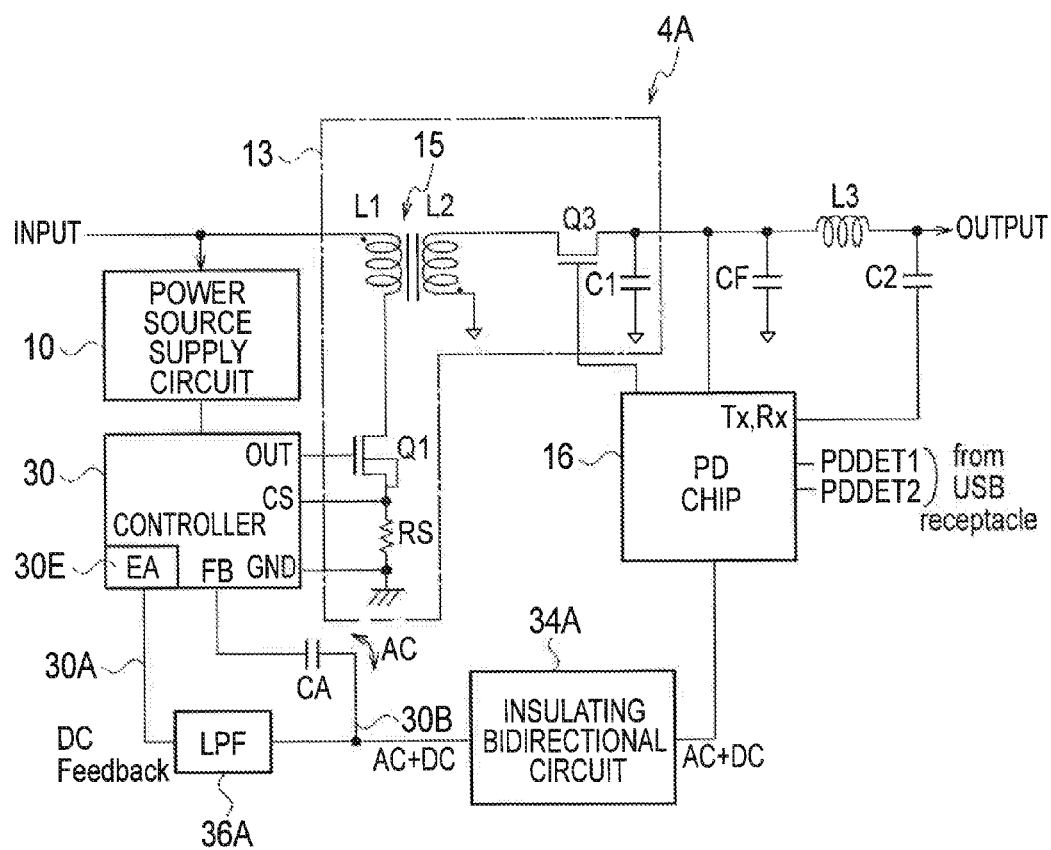 4A
13
15
L1
L2
Q3
L3
INPUT
OUTPUT
C1
CF
C2
POWER
SOURCE
SUPPLY
CIRCUIT
10
Tx,Rx
16
PD
CHIP
PDDET1
PDDET2
from
USB
receptacle
OUT
Q1
30
CS
CONTROLLER
RS
30E
EA
FB
GND
AC
34A
30A
CA
30B
INSULATING
BIDIRECTIONAL
CIRCUIT
DC
Feedback
LPF
AC+DC
AC+DC
36A